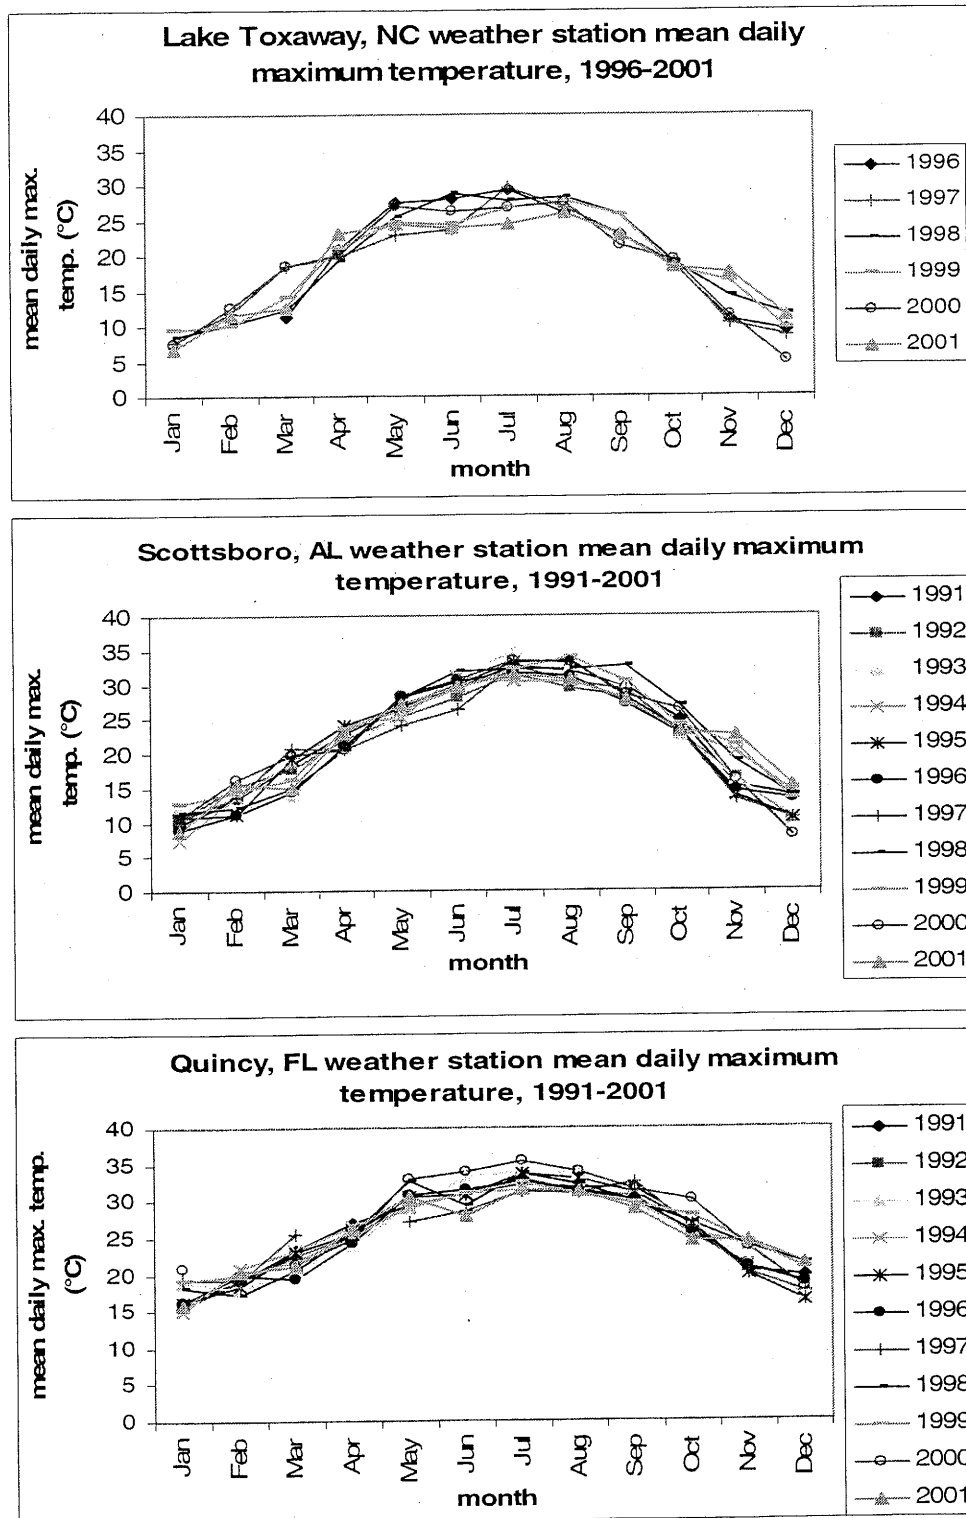 Lake Toxaway, NC weather station mean daily
maximum temperature, 1996-2001
mean daily max.
temp. (°C)
40
35
30
25
20
15
10
5
0
Jan
Feb
Mar
Apr
May
Jun
Jul
Aug
Sep
Oct
Nov
Dec
month
1996
1997
1998
1999
2000
2001
Scottsboro, AL weather station mean daily maximum
temperature, 1991-2001
mean daily max.
temp. (°C)
40
35
30
25
20
15
10
5
0
Jan
Feb
Mar
Apr
May
Jun
Jul
Aug
Sep
Oct
Nov
Dec
month
1991
1992
1993
1994
1995
1996
1997
1998
1999
2000
2001
Quincy, FL weather station mean daily maximum
temperature, 1991-2001
mean daily max. temp.
(°C)
40
35
30
25
20
15
10
5
0
Jan
Feb
Mar
Apr
May
Jun
Jul
Aug
Sep
Oct
Nov
Dec
month
1991
1992
1993
1994
1995
1996
1997
1998
1999
2000
2001